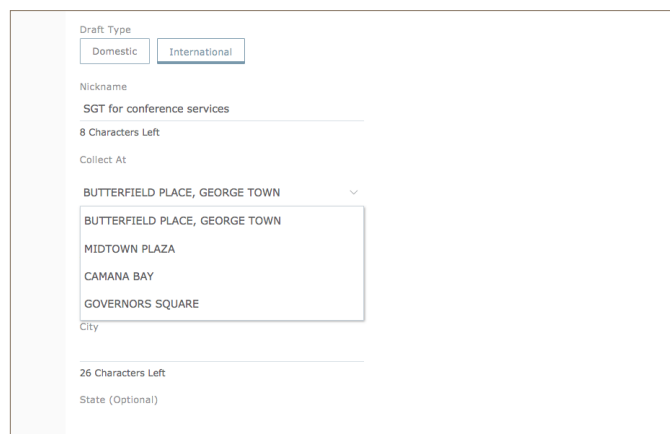 Draft Type
Domestic International
Nickname
SGT for conference services
8 Characters Left
Collect At
BUTTERFIELD PLACE, GEORGE TOWN
BUTTERFIELD PLACE, GEORGE TOWN
MIDTOWN PLAZA
CAMANA BAY
GOVERNORS SQUARE
City
26 Characters Left
State (Optional)